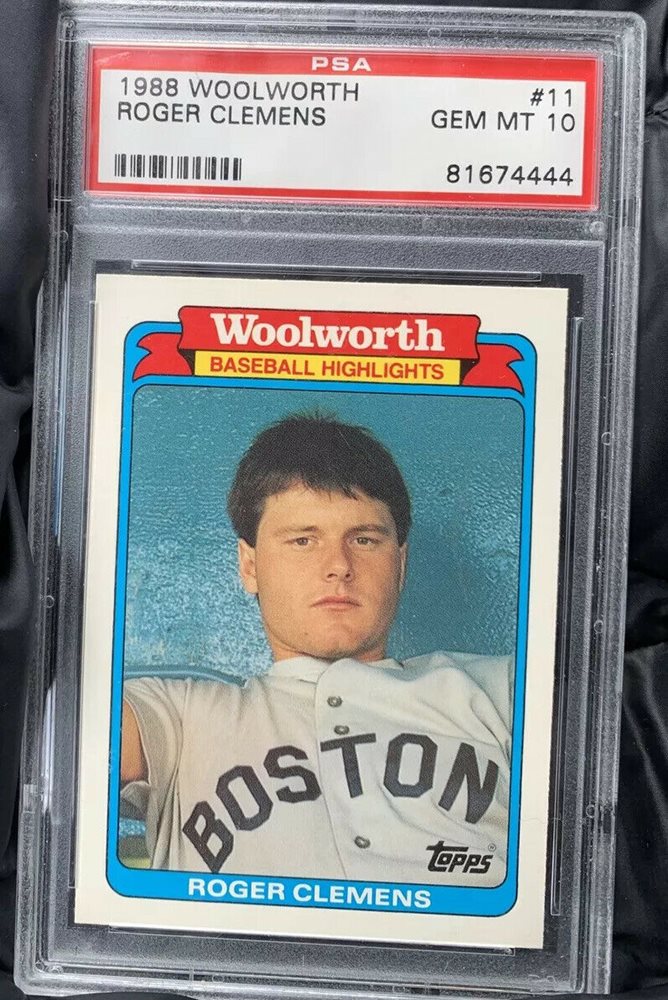 PSA
1988 WOOLWORTH #11
ROGER CLEMENS GEM MT 10
81674444
Woolworth
BASEBALL HIGHLIGHTS
BOSTON
TOPPS®
ROGER CLEMENS